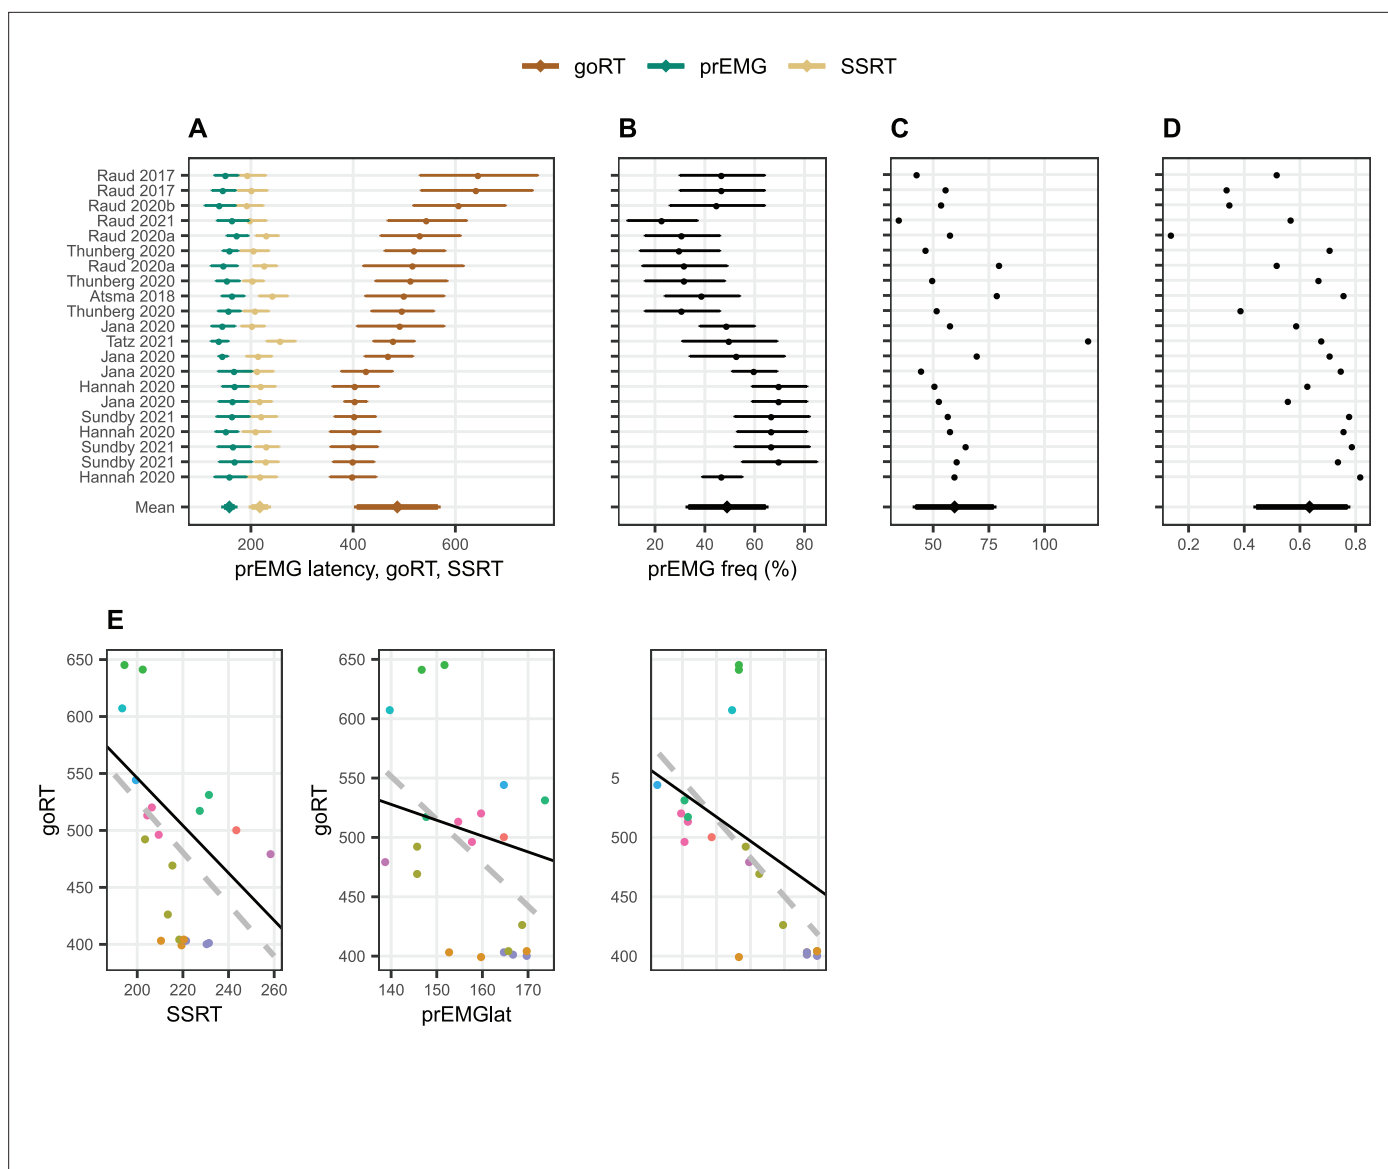 goRT prEMG SSRT
A B C D
Raud 2017
Raud 2017
Raud 2020b
Raud 2021
Raud 2020a
Thunberg 2020
Raud 2020a
Thunberg 2020
Atsma 2018
Thunberg 2020
Jana 2020
Tatz 2021
Jana 2020
Jana 2020
Hannah 2020
Jana 2020
Sundby 2021
Hannah 2020
Sundby 2021
Sundby 2021
Hannah 2020
Mean
200 400 600 20 40 60 80 50 75 100 0.2 0.4 0.6 0.8
prEMG latency, goRT, SSRT prEMG freq (%)
E
650 650
600 600
550 550 5
500 500 500
450 450 450
400 400 400
goRT goRT
200 220 240 260 140 150 160 170
SSRT prEMGlat